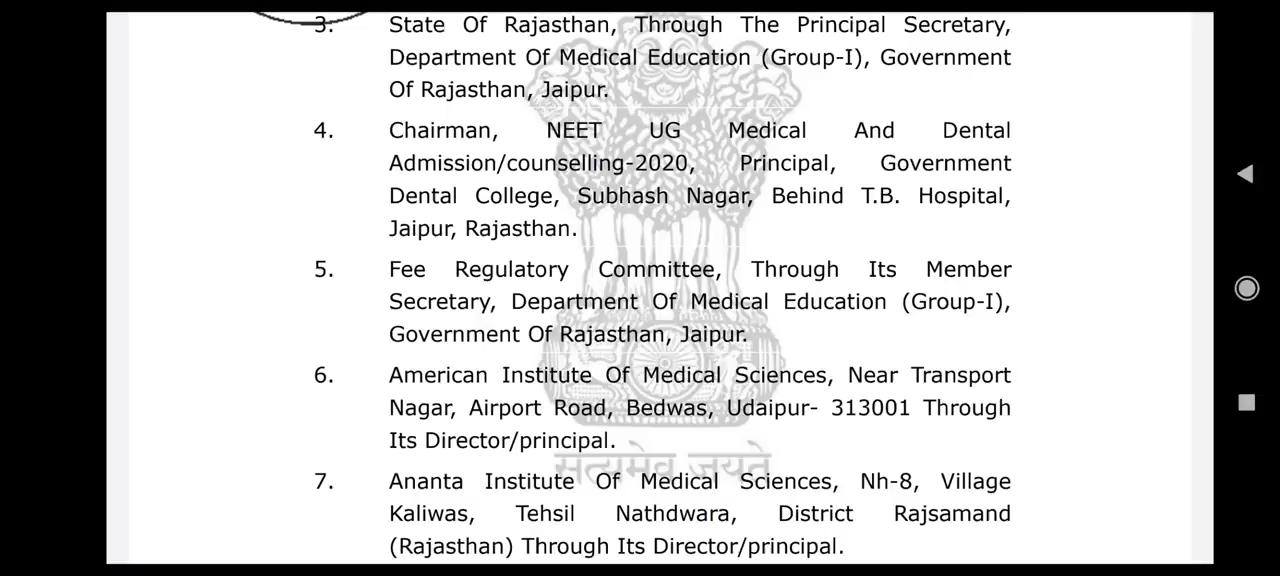 3. State Of Rajasthan, Through The Principal Secretary,
Department Of Medical Education (Group-I), Government
Of Rajasthan, Jaipur.
4. Chairman, NEET UG Medical And Dental
Admission/counselling-2020, Principal, Government
Dental College, Subhash Nagar, Behind T.B. Hospital,
Jaipur, Rajasthan.
5. Fee Regulatory Committee, Through Its Member
Secretary, Department Of Medical Education (Group-I),
Government Of Rajasthan, Jaipur.
6. American Institute Of Medical Sciences, Near Transport
Nagar, Airport Road, Bedwas, Udaipur- 313001 Through
Its Director/principal.
सत्यमेव जयते
7. Ananta Institute Of Medical Sciences, Nh-8, Village
Kaliwas, Tehsil Nathdwara, District Rajsamand
(Rajasthan) Through Its Director/principal.